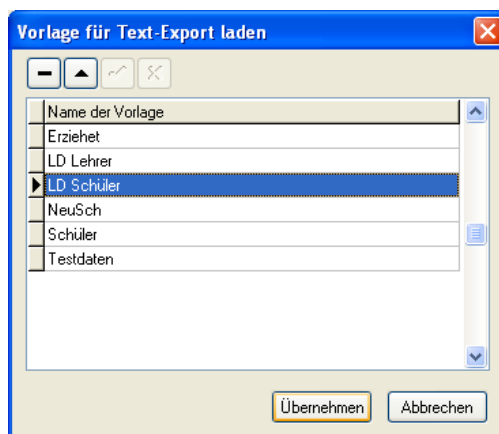 Vorlage für Text-Export laden
Name der Vorlage
Erziehet
LD Lehrer
LD Schüler
NeuSch
Schüler
Testdaten
Übernehmen
Abbrechen